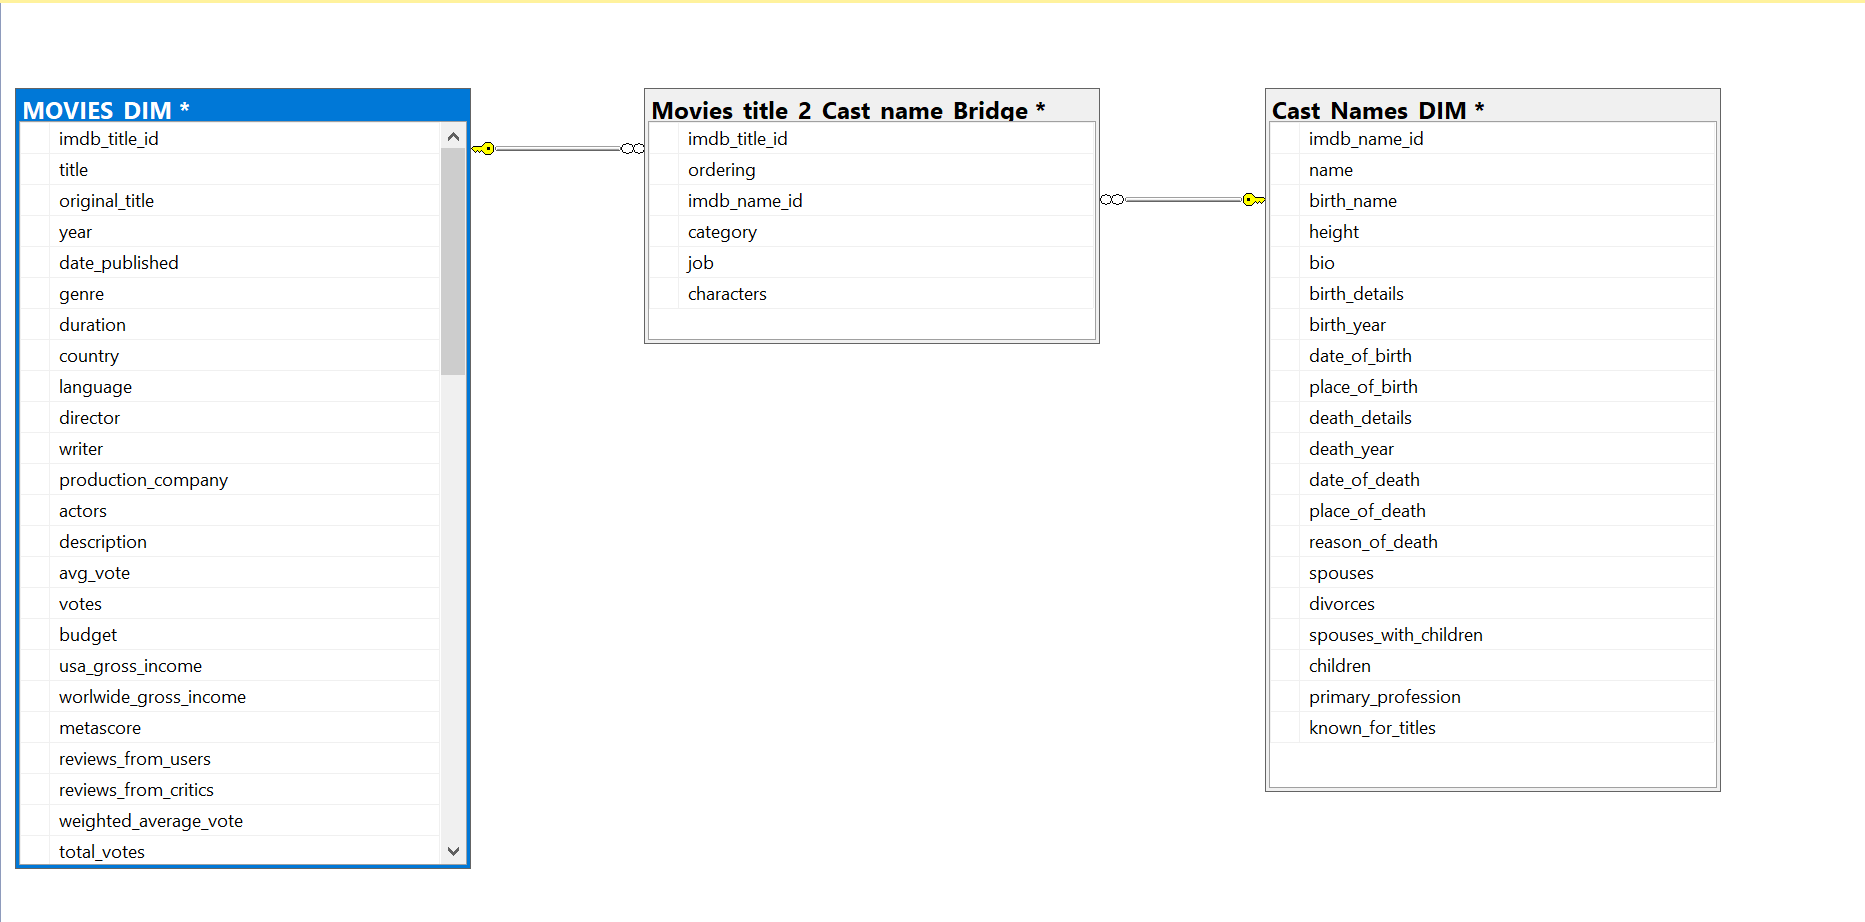 MOVIES_DIM *
imdb_title_id
title
original_title
year
date_published
genre
duration
country
language
director
writer
production_company
actors
description
avg_vote
votes
budget
usa_gross_income
worlwide_gross_income
metascore
reviews_from_users
reviews_from_critics
weighted_average_vote
total_votes
Movies_title_2_Cast_name_Bridge *
imdb_title_id
ordering
imdb_name_id
category
job
characters
Cast_Names_DIM *
imdb_name_id
name
birth_name
height
bio
birth_details
birth_year
date_of_birth
place_of_birth
death_details
death_year
date_of_death
place_of_death
reason_of_death
spouses
divorces
spouses_with_children
children
primary_profession
known_for_titles